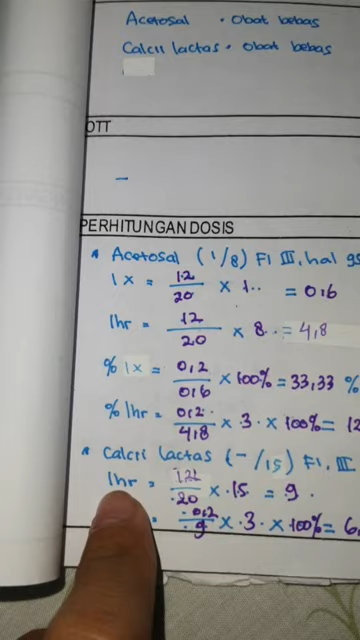 Acetosal • Obat bebas
Calcii lactas • Obat bebas
OTT
–
PERHITUNGAN DOSIS
* Acetosal (1/8) FI III, hal
1 x = 12/20 x 1.. = 0,6
1hr = 12/20 x 8. = 4,8
% 1x = 0,2/0,6 x 100% = 33,33 %
% 1hr = 0,2./4,8 x .3. x 100% = 12
* Calcii lactas (-/15) FI. III
1hr = 12/.20 x .15. = 9.
= .0,2/.9 x .3. x 100% = 6,